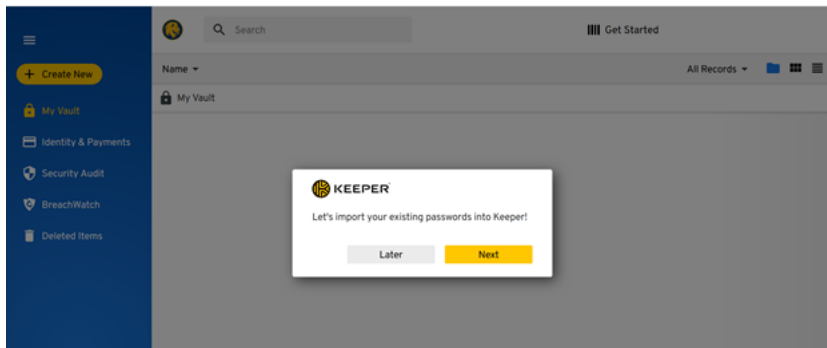 Search
Get Started
Create New
Name
All Records
My Vault
My Vault
Identity & Payments
Security Audit
BreachWatch
Deleted Items
KEEPER
Let's import your existing passwords into Keeper!
Later
Next